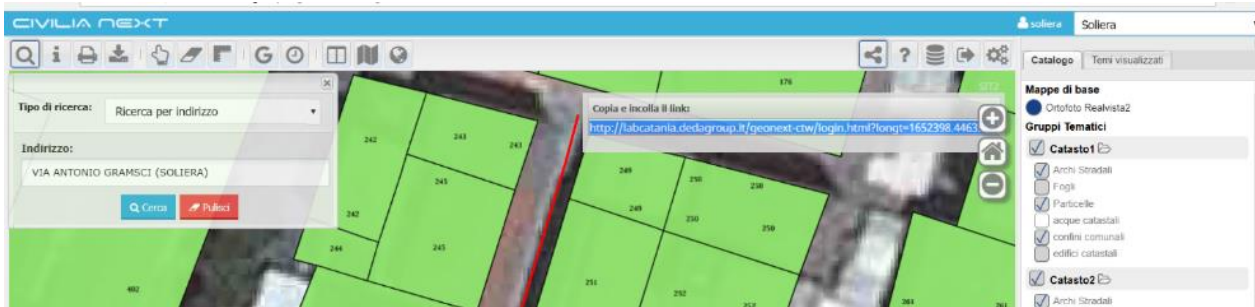 CIVILIA NEXT
soliera
Soliera
G
?
Catalogo
Temi visualizzati
Tipo di ricerca:
Ricerca per indirizzo
Indirizzo:
VIA ANTONIO GRAMSCI (SOLIERA)
Cerca
Pulisci
Copia e incolla il link:
http://labcatania.dedagroup.it/geonext-ctw/login.html?longt=1652398.4463
Mappe di base
Ortofoto Realvista2
Gruppi Tematici
Catasto1
Archi Stradali
Fogli
Particelle
acque catastali
confini comunali
edifici catastali
Catasto2
Archi Stradali
176
242
243
243
245
242
244
245
402
249
250
250
249
250
250
251
252
261